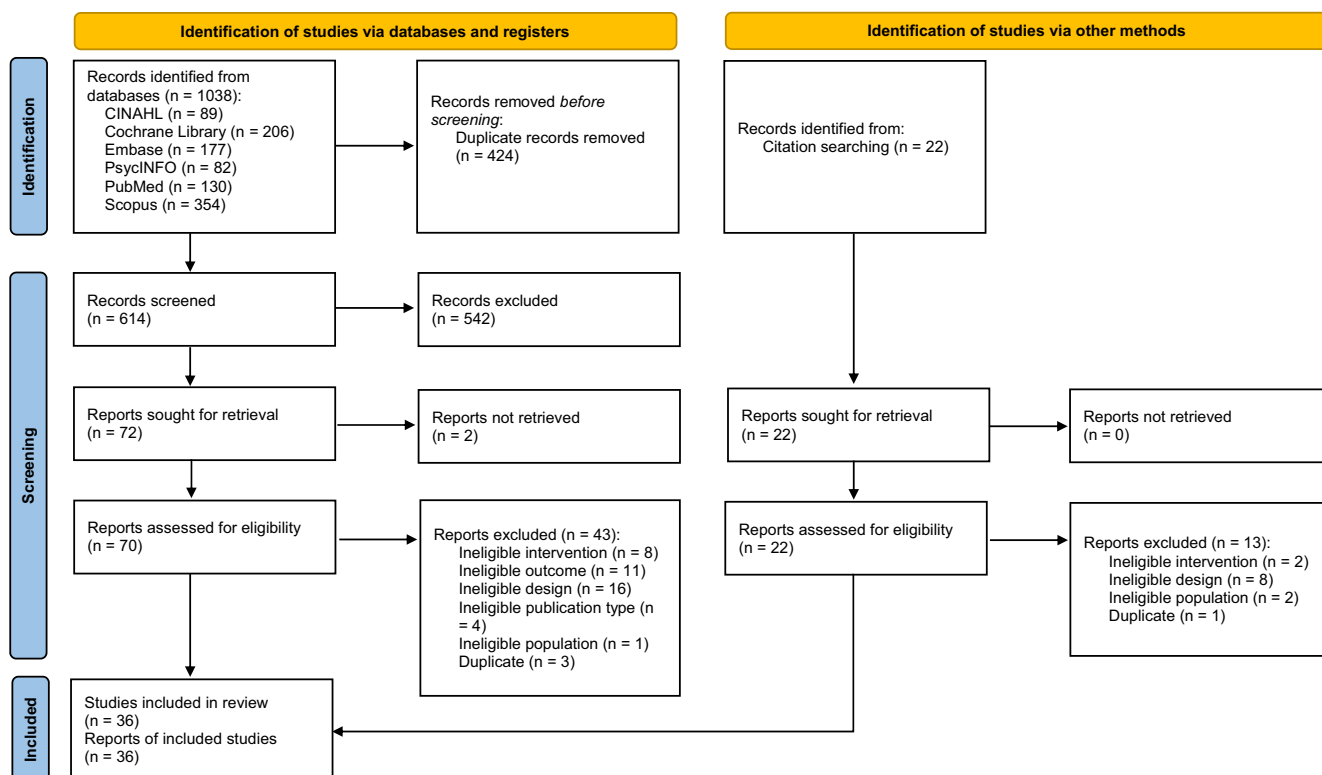 Identification of studies via databases and registers
Identification of studies via other methods
Identification
Records identified from
databases (n = 1038):
CINAHL (n = 89)
Cochrane Library (n = 206)
Embase (n = 177)
PsycINFO (n = 82)
PubMed (n = 130)
Scopus (n = 354)
Records removed before
screening:
Duplicate records removed
(n = 424)
Records identified from:
Citation searching (n = 22)
Screening
Records screened
(n = 614)
Records excluded
(n = 542)
Reports sought for retrieval
(n = 72)
Reports not retrieved
(n = 2)
Reports sought for retrieval
(n = 22)
Reports not retrieved
(n = 0)
Reports assessed for eligibility
(n = 70)
Reports excluded (n = 43):
Ineligible intervention (n = 8)
Ineligible outcome (n = 11)
Ineligible design (n = 16)
Ineligible publication type (n
= 4)
Ineligible population (n = 1)
Duplicate (n = 3)
Reports assessed for eligibility
(n = 22)
Reports excluded (n = 13):
Ineligible intervention (n = 2)
Ineligible design (n = 8)
Ineligible population (n = 2)
Duplicate (n = 1)
Included
Studies included in review
(n = 36)
Reports of included studies
(n = 36)